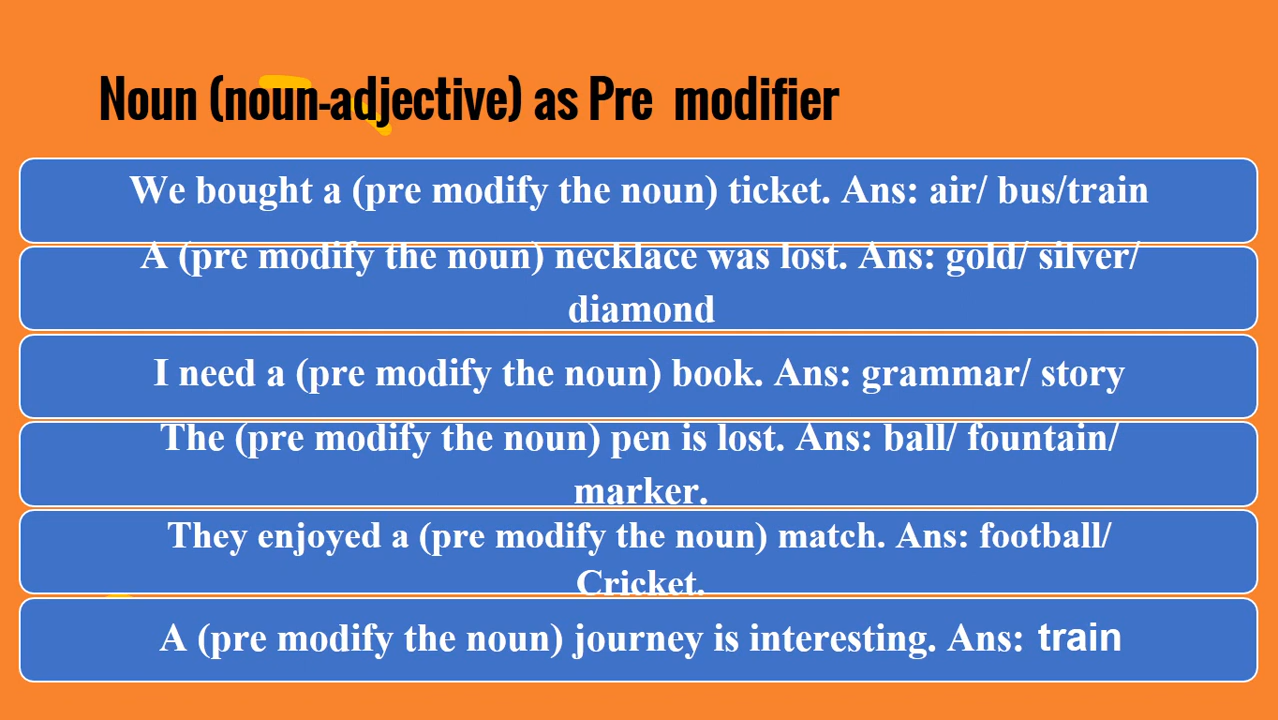 Noun (noun-adjective) as Pre modifier
We bought a (pre modify the noun) ticket. Ans: air/ bus/train
A (pre modify the noun) necklace was lost. Ans: gold/ silver/
diamond
I need a (pre modify the noun) book. Ans: grammar/ story
The (pre modify the noun) pen is lost. Ans: ball/ fountain/
marker.
They enjoyed a (pre modify the noun) match. Ans: football/
Cricket.
A (pre modify the noun) journey is interesting. Ans: train